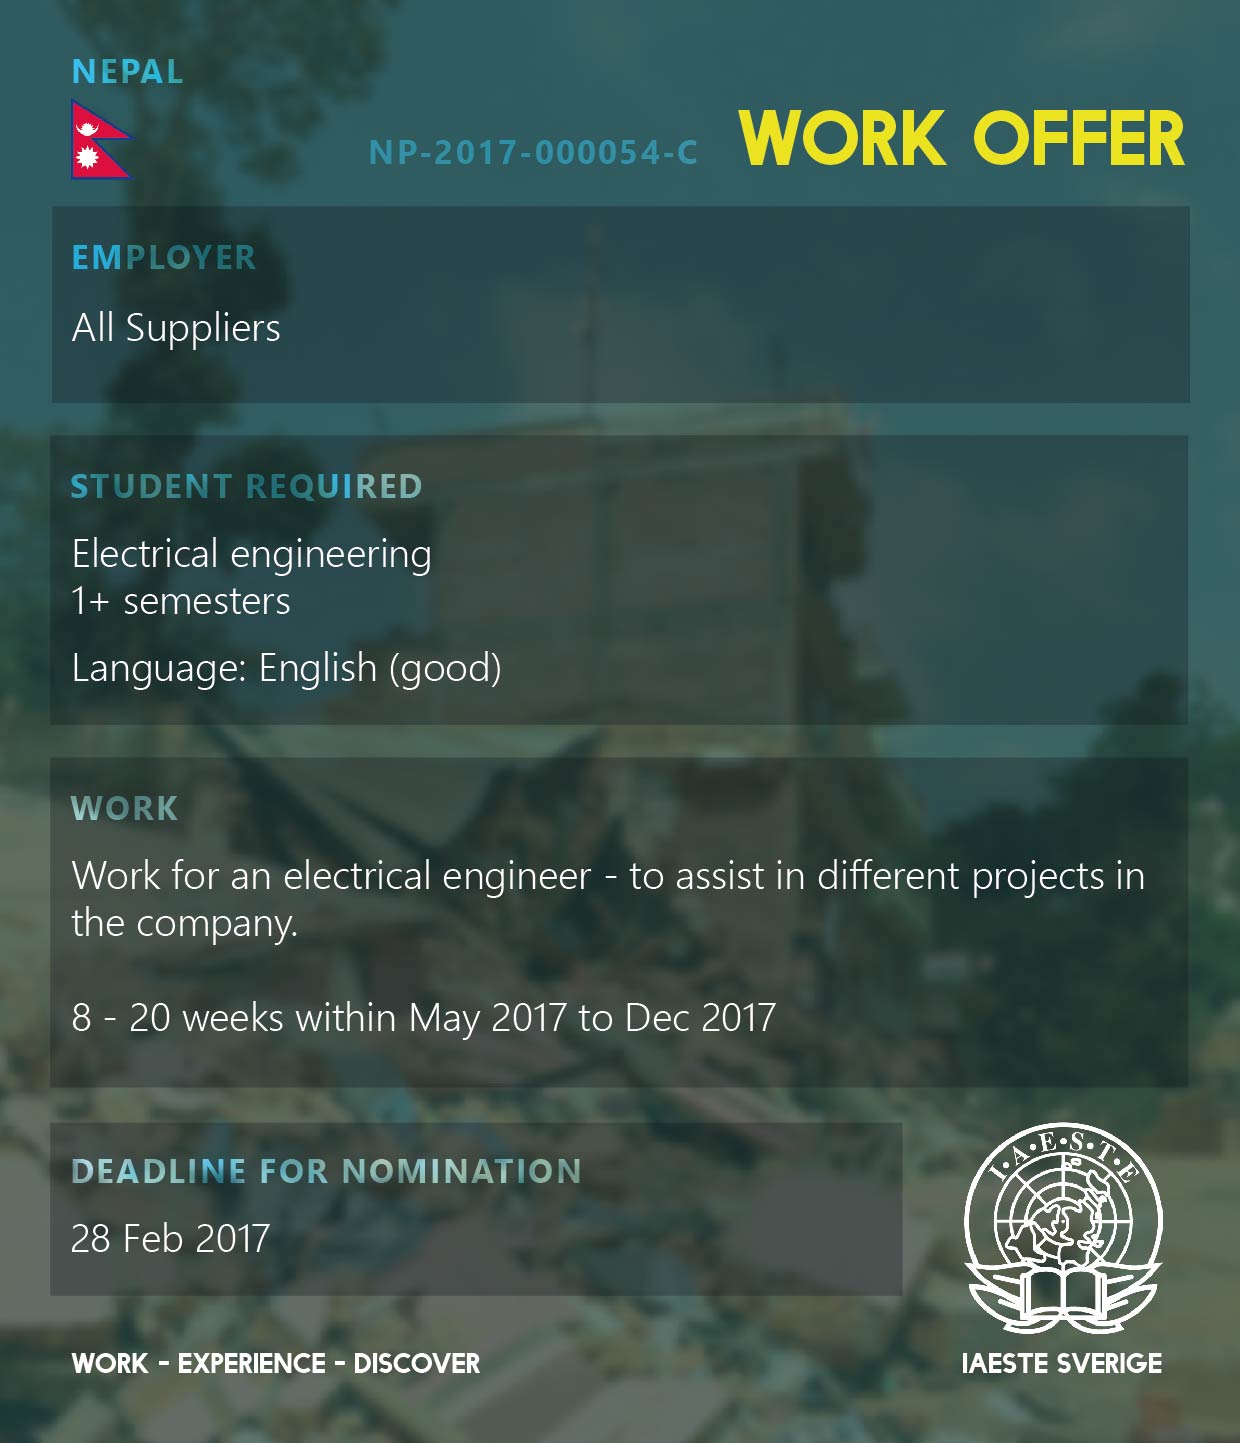 NEPAL
NP-2017-000054-C
WORK OFFER
EMPLOYER
All Suppliers
STUDENT REQUIRED
Electrical engineering
1+ semesters
Language: English (good)
WORK
Work for an electrical engineer - to assist in different projects in
the company.
8 - 20 weeks within May 2017 to Dec 2017
DEADLINE FOR NOMINATION
28 Feb 2017
I·A·E·S·T·E
WORK - EXPERIENCE - DISCOVER
IAESTE SVERIGE